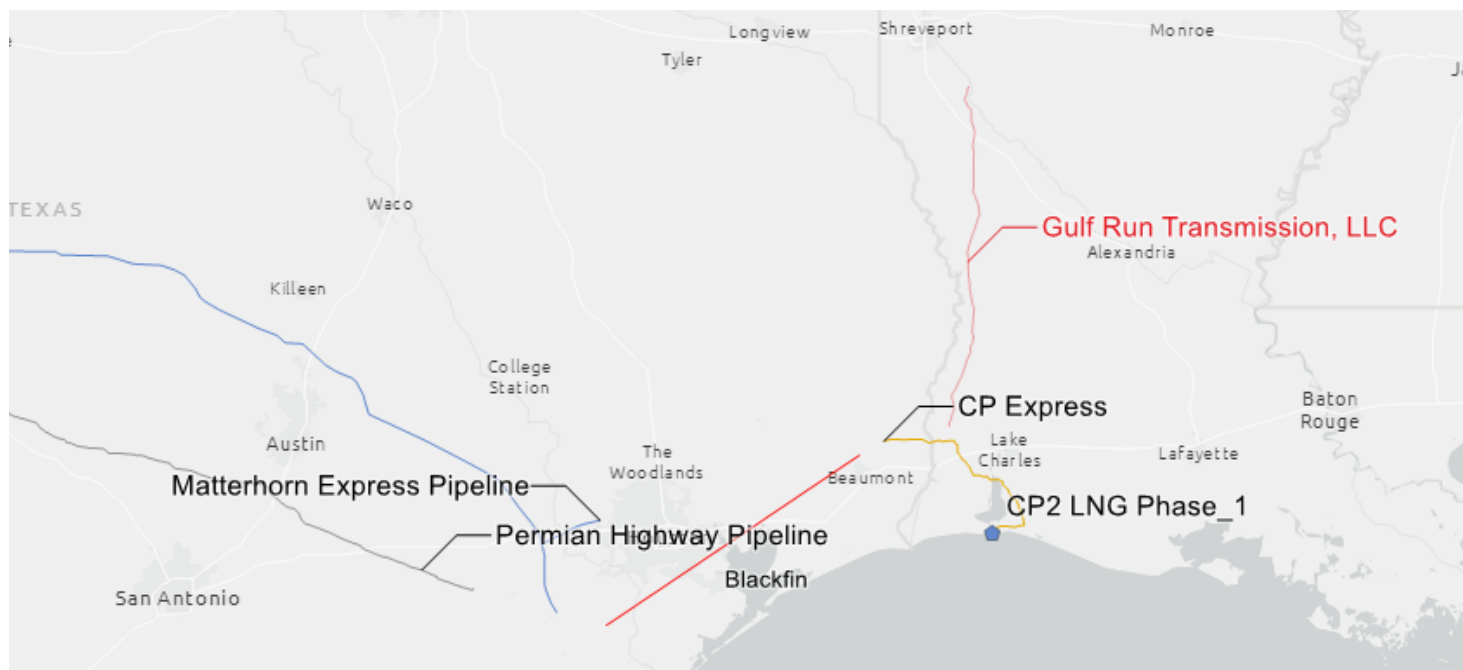 Longview
Shreveport
Monroe
Tyler
TEXAS
Waco
Gulf Run Transmission, LLC
Alexandria
Killeen
College
Station
CP Express
Baton
Rouge
Austin
The
Woodlands
Lake
Charles
Lafayette
Beaumont
Matterhorn Express Pipeline
CP2 LNG Phase_1
Permian Highway Pipeline
Blackfin
San Antonio